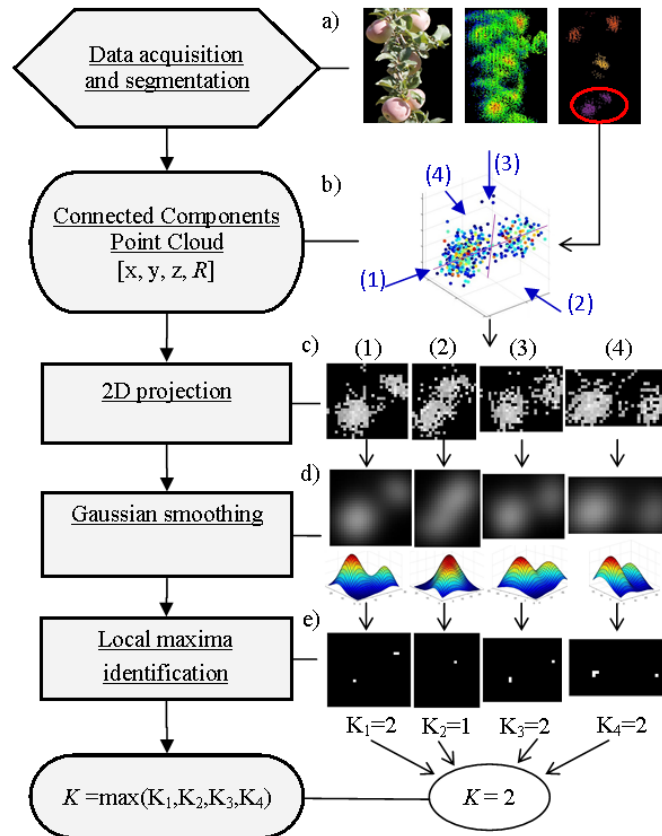 a)
Data acquisition
and segmentation
b)
(3)
(4)
Connected Components
Point Cloud
[x, y, z, R]
(1)
(2)
c)
(1) (2) (3) (4)
2D projection
d)
Gaussian smoothing
e)
Local maxima
identification
K1=2 K2=1 K3=2 K4=2
K =max(K1,K2,K3,K4)
K = 2